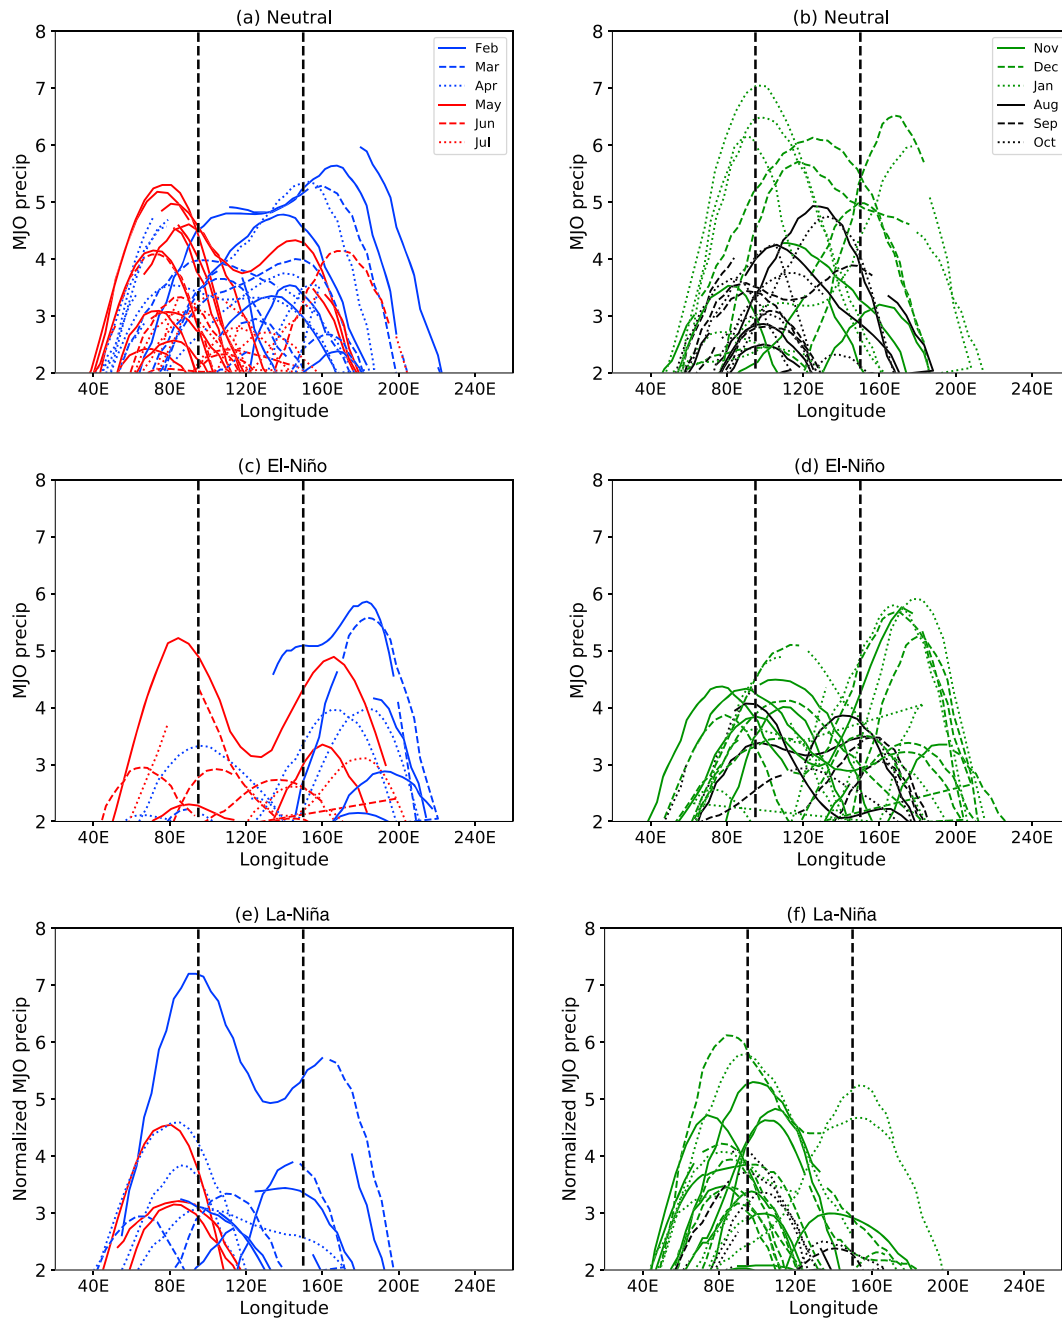 (a) Neutral
8
7
6
5
4
3
2
MJO precip
Feb
Mar
Apr
May
Jun
Jul
40E 80E 120E 160E 200E 240E
Longitude
(b) Neutral
8
7
6
5
4
3
2
MJO precip
Nov
Dec
Jan
Aug
Sep
Oct
40E 80E 120E 160E 200E 240E
Longitude
(c) El-Niño
8
7
6
5
4
3
2
MJO precip
40E 80E 120E 160E 200E 240E
Longitude
(d) El-Niño
8
7
6
5
4
3
2
MJO precip
40E 80E 120E 160E 200E 240E
Longitude
(e) La-Niña
8
7
6
5
4
3
2
Normalized MJO precip
40E 80E 120E 160E 200E 240E
Longitude
(f) La-Niña
8
7
6
5
4
3
2
Normalized MJO precip
40E 80E 120E 160E 200E 240E
Longitude